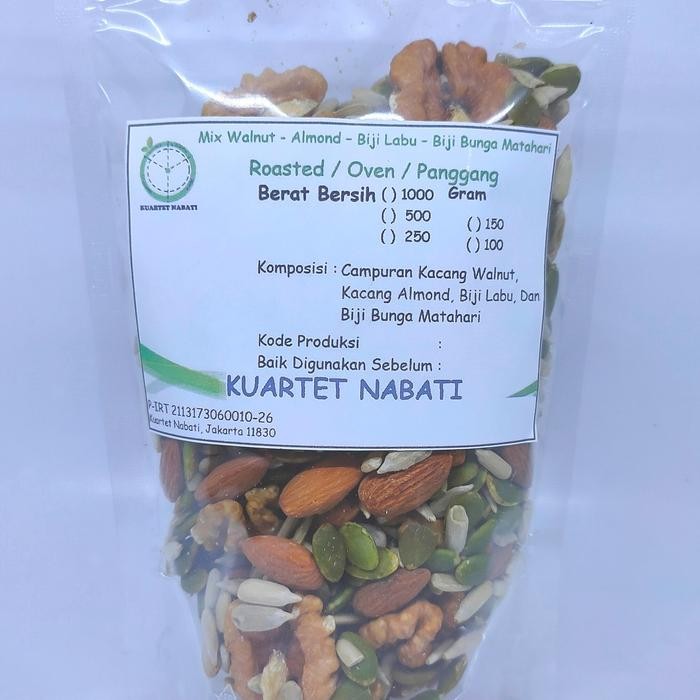 Mix Walnut - Almond - Biji Labu - Biji Bunga Matahari
KUARTET NABATI
Roasted / Oven / Panggang
Berat Bersih ( ) 1000 Gram
( ) 500
( ) 150
( ) 250
( ) 100
Komposisi : Campuran Kacang Walnut,
Kacang Almond, Biji Labu, Dan
Biji Bunga Matahari
Kode Produksi :
Baik Digunakan Sebelum :
KUARTET NABATI
P-IRT 2113173060010-26
Kuartet Nabati, Jakarta 11830